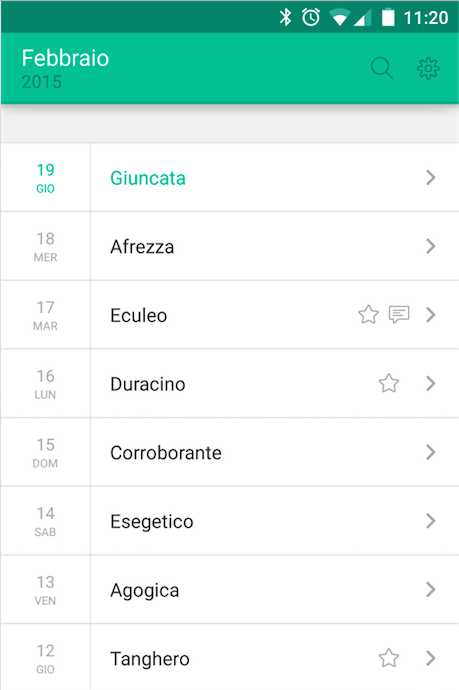 11:20
Febbraio
2015
19
GIO
Giuncata
18
MER
Afrezza
17
MAR
Eculeo
16
LUN
Duracino
15
DOM
Corroborante
14
SAB
Esegetico
13
VEN
Agogica
12
GIO
Tanghero